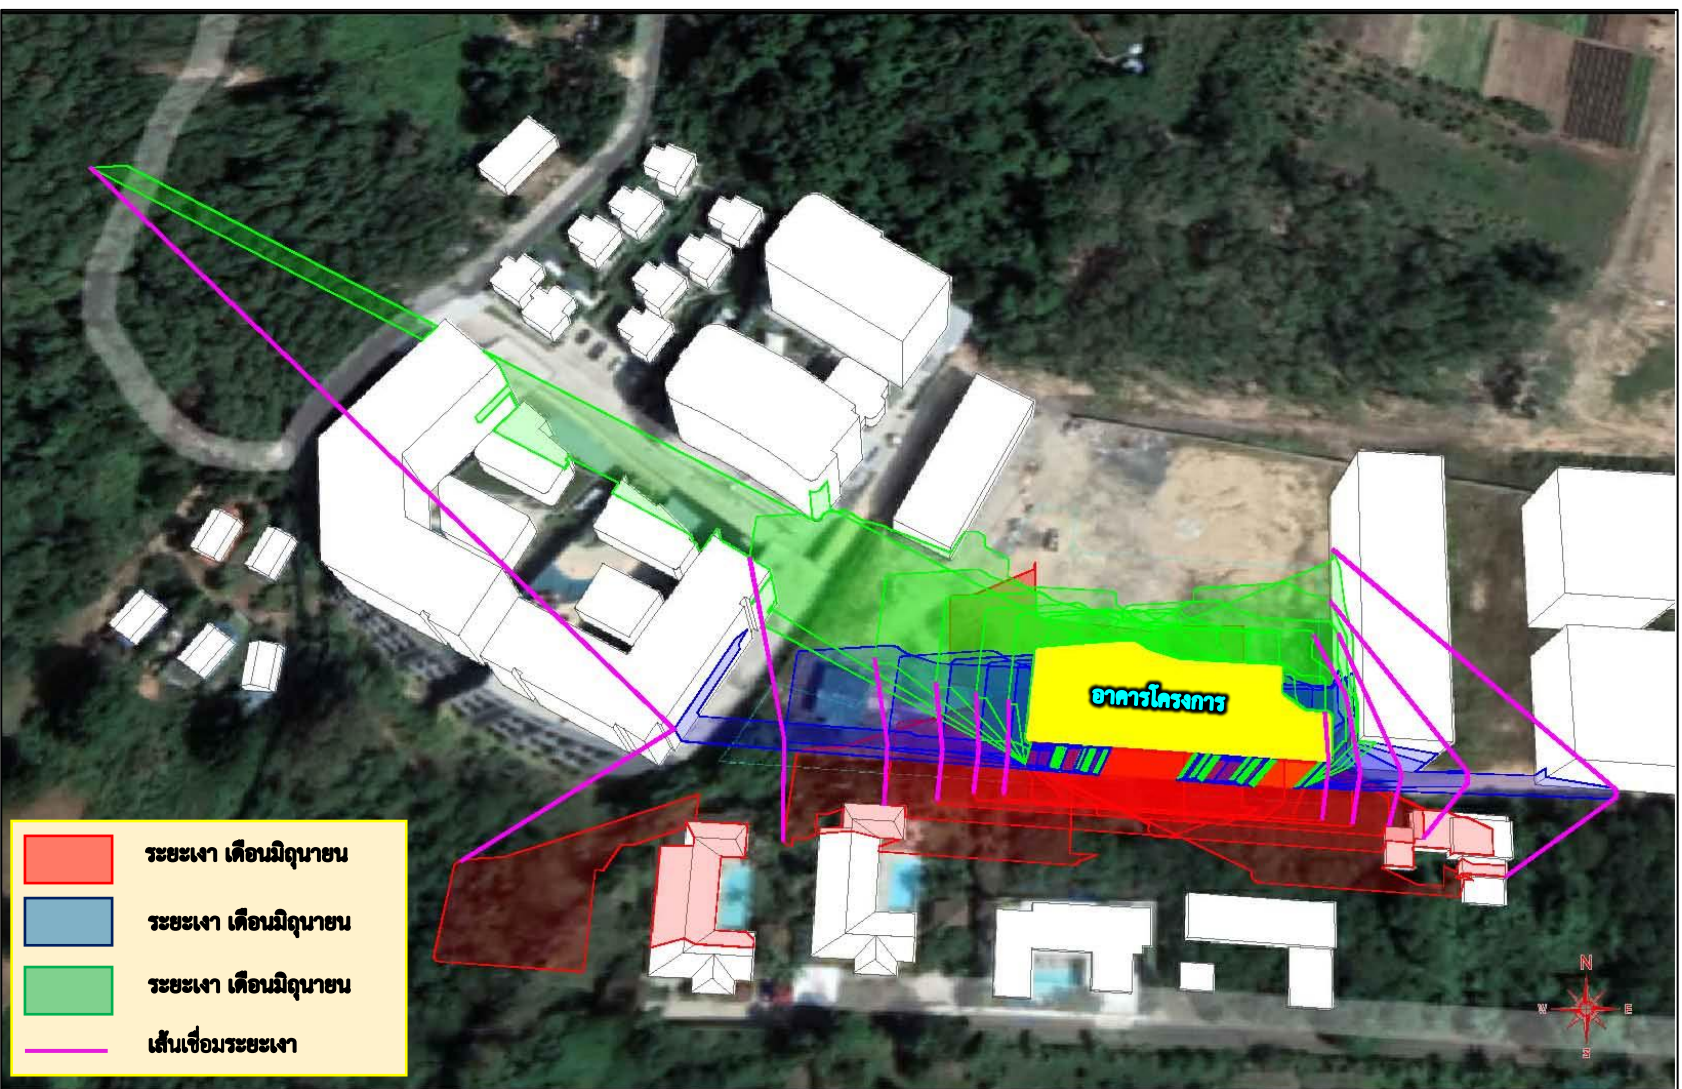 อาคารโครงการ
ระยะเงา เดือนมิถุนายน
ระยะเงา เดือนมิถุนายน
ระยะเงา เดือนมิถุนายน
เส้นเชื่อมระยะเงา
N
E